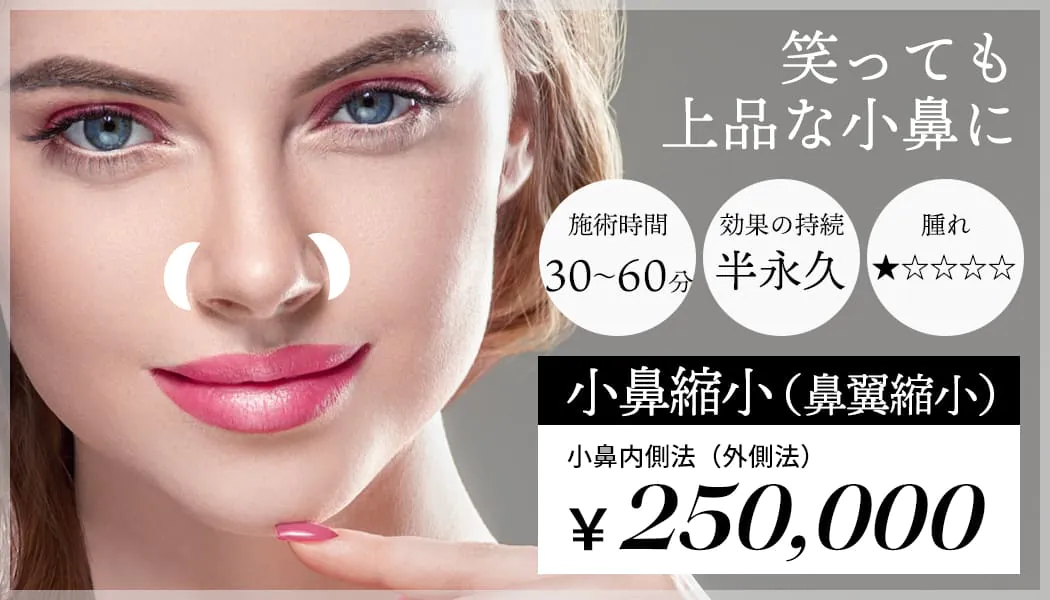 笑っても
上品な小鼻に
施術時間
30~60分
効果の持続
半永久
腫れ
★☆☆☆☆
小鼻縮小（鼻翼縮小）
小鼻内側法（外側法）
¥250,000